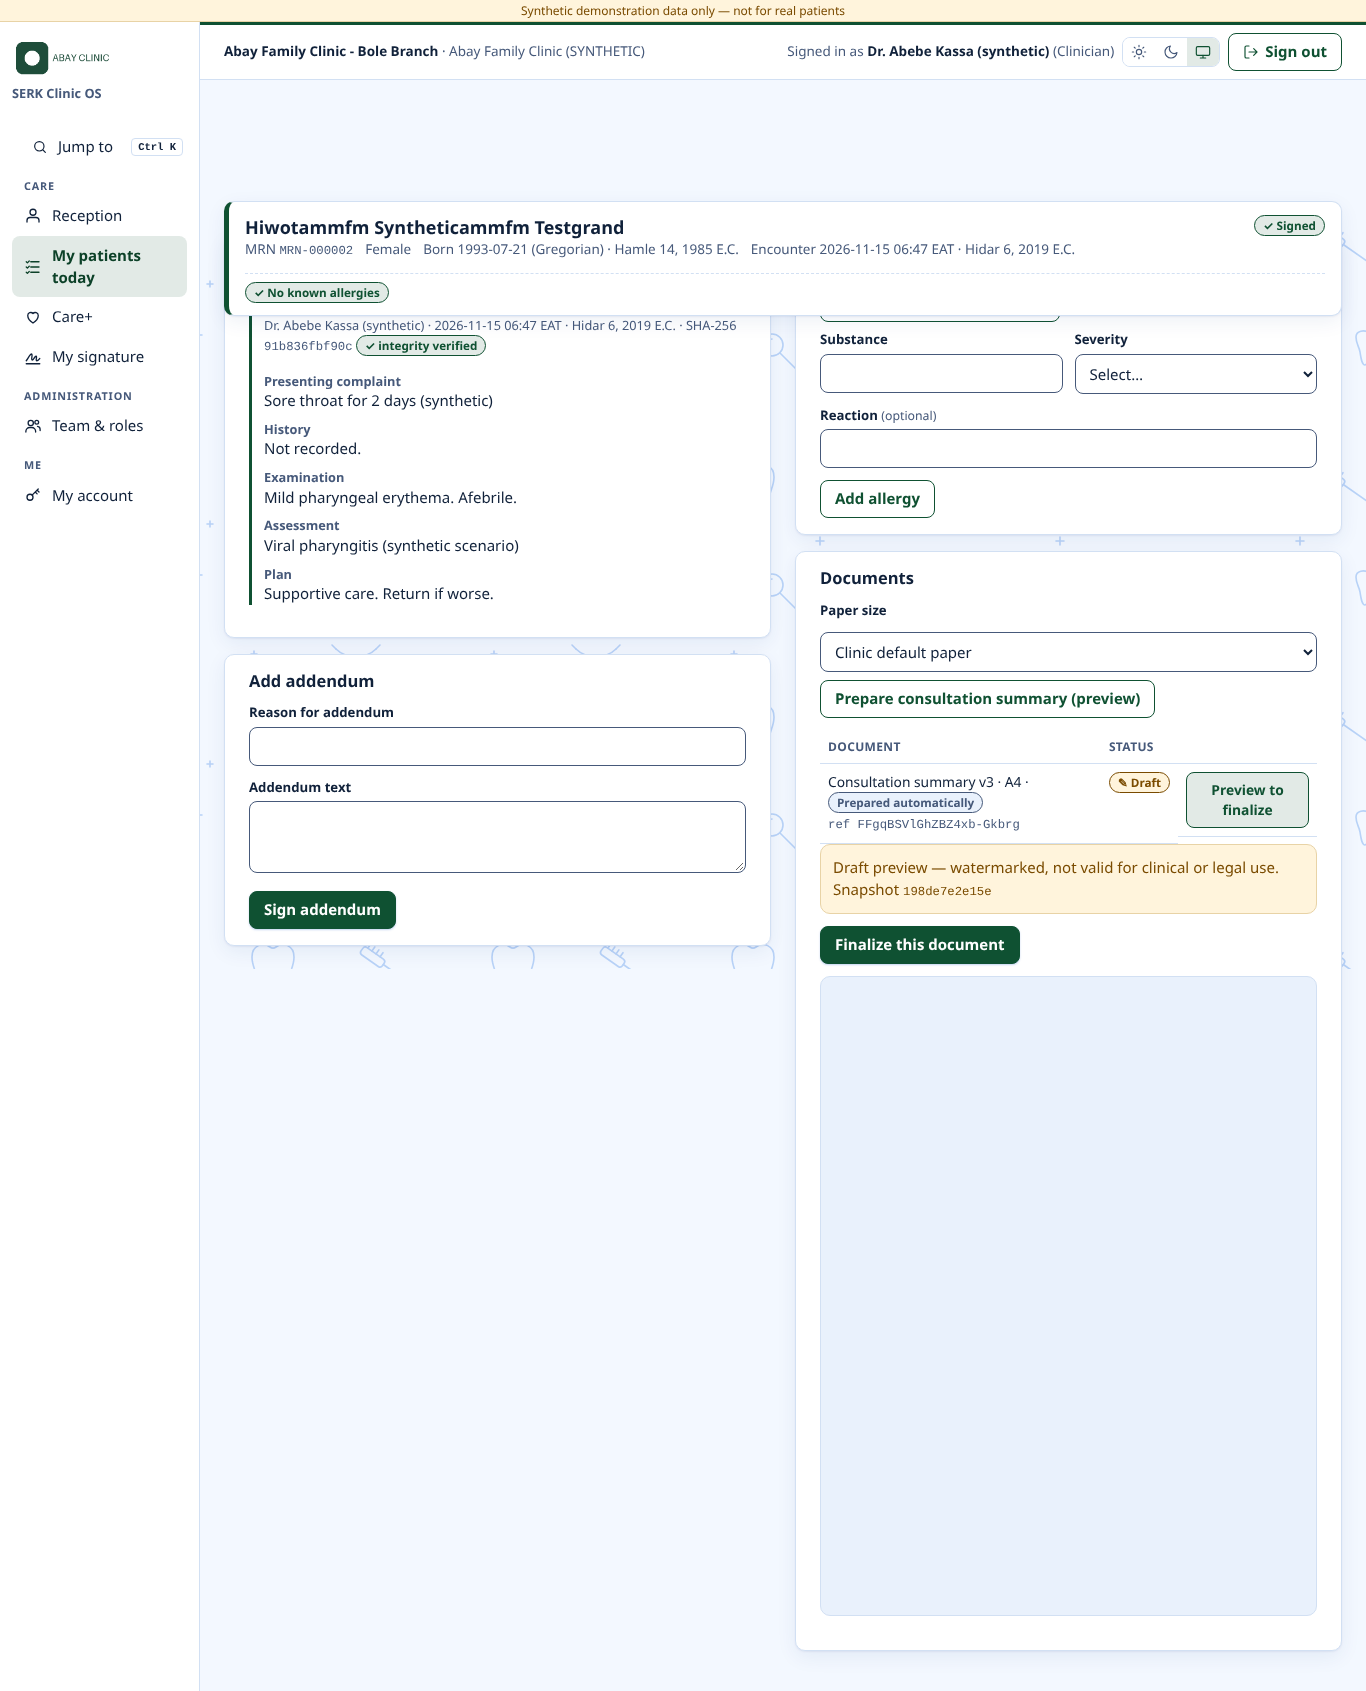 Synthetic demonstration data only — not for real patients
ABAY CLINIC
SERK Clinic OS
Jump to Ctrl K
CARE
Reception
My patients
today
Care+
My signature
ADMINISTRATION
Team & roles
ME
My account
Abay Family Clinic - Bole Branch · Abay Family Clinic (SYNTHETIC)
Signed in as Dr. Abebe Kassa (synthetic) (Clinician)
Sign out
Hiwotammfm Syntheticammfm Testgrand
✓ Signed
MRN MRN-000002 Female Born 1993-07-21 (Gregorian) · Hamle 14, 1985 E.C. Encounter 2026-11-15 06:47 EAT · Hidar 6, 2019 E.C.
✓ No known allergies
Dr. Abebe Kassa (synthetic) · 2026-11-15 06:47 EAT · Hidar 6, 2019 E.C. · SHA-256
91b836fbf90c ✓ integrity verified
Presenting complaint
Sore throat for 2 days (synthetic)
History
Not recorded.
Examination
Mild pharyngeal erythema. Afebrile.
Assessment
Viral pharyngitis (synthetic scenario)
Plan
Supportive care. Return if worse.
Add addendum
Reason for addendum
Addendum text
Sign addendum
Substance
Severity
Select...
Reaction (optional)
Add allergy
Documents
Paper size
Clinic default paper
Prepare consultation summary (preview)
DOCUMENT STATUS
Consultation summary v3 · A4 ·
Prepared automatically
ref FFgqBSVlGhZBZ4xb-Gkbrg
✎ Draft
Preview to
finalize
Draft preview — watermarked, not valid for clinical or legal use.
Snapshot 198de7e2e15e
Finalize this document